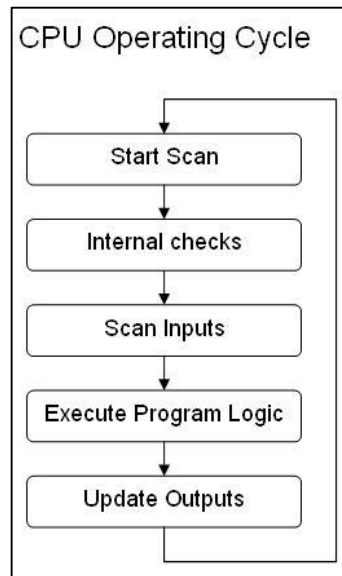 CPU Operating Cycle
Start Scan
Internal checks
Scan Inputs
Execute Program Logic
Update Outputs